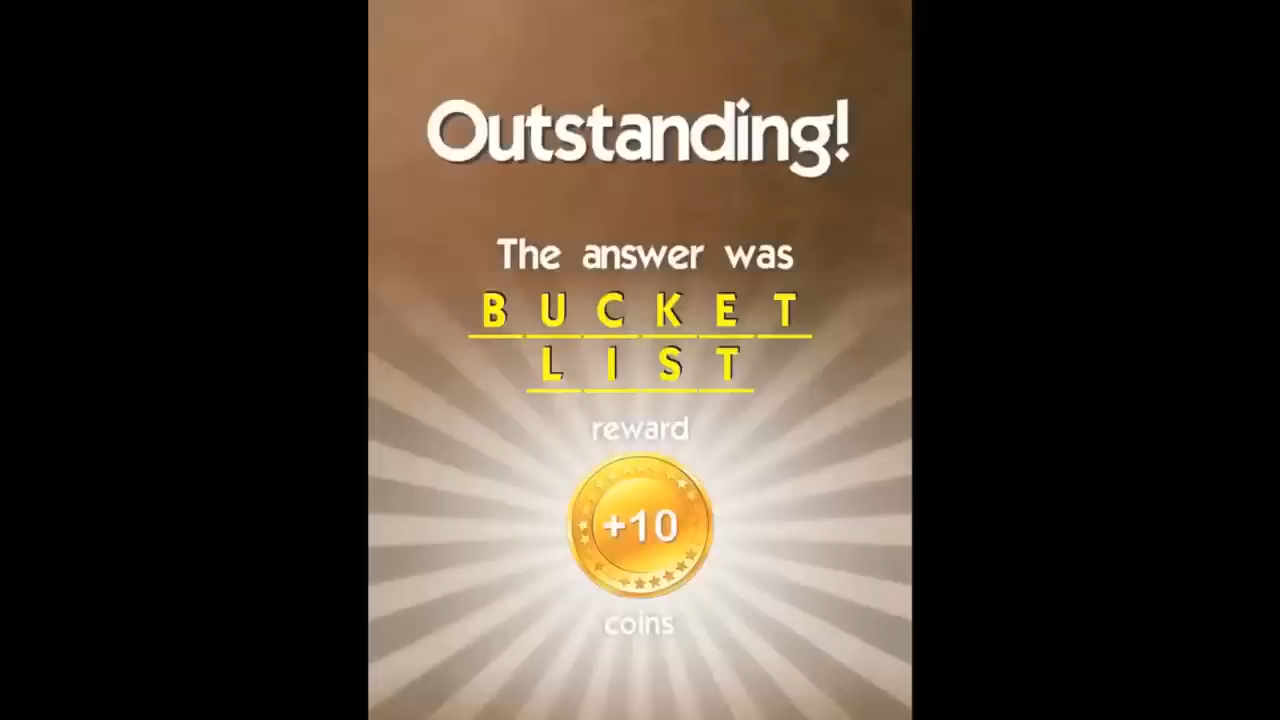 Outstanding!
The answer was
BUCKET
LIST
reward
+10
coins